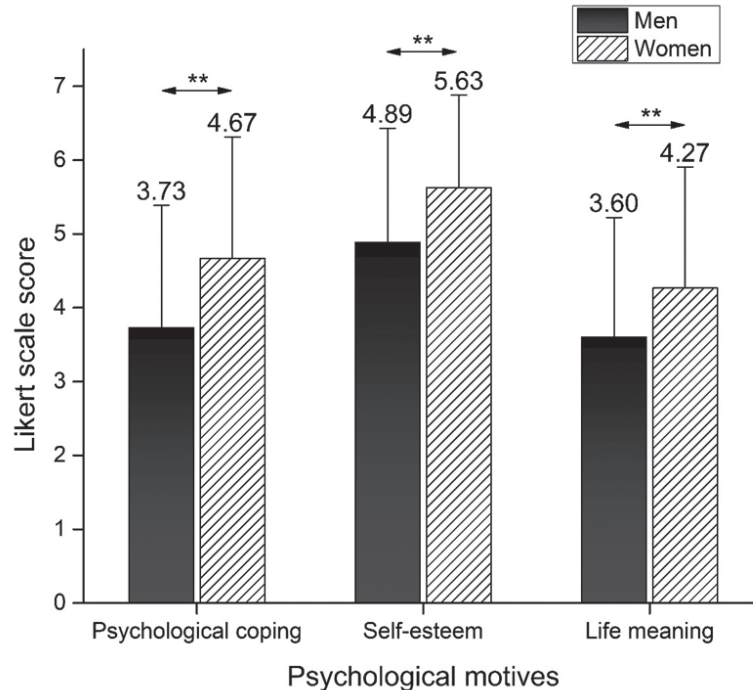 Men
Women
**
**
**
3.73
4.67
4.89
5.63
3.60
4.27
7
6
5
4
3
2
1
0
Likert scale score
Psychological coping
Self-esteem
Life meaning
Psychological motives